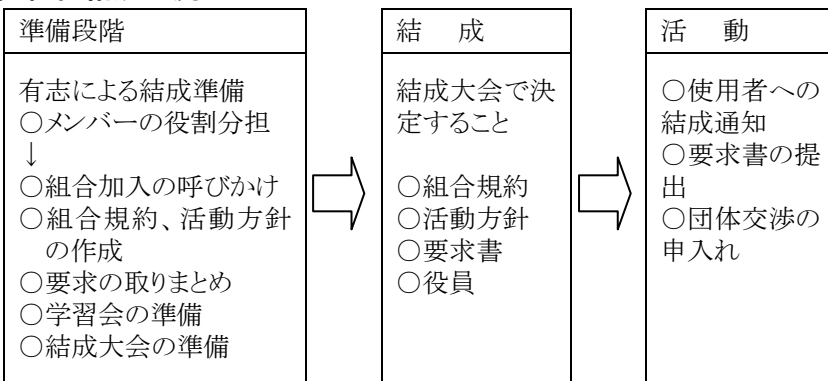 準備段階
有志による結成準備
○メンバーの役割分担
↓
○組合加入の呼びかけ
○組合規約、活動方針
の作成
○要求の取りまとめ
○学習会の準備
○結成大会の準備
結 成
結成大会で決
定すること
○組合規約
○活動方針
○要求書
○役員
活 動
○使用者への
結成通知
○要求書の提
出
○団体交渉の
申入れ